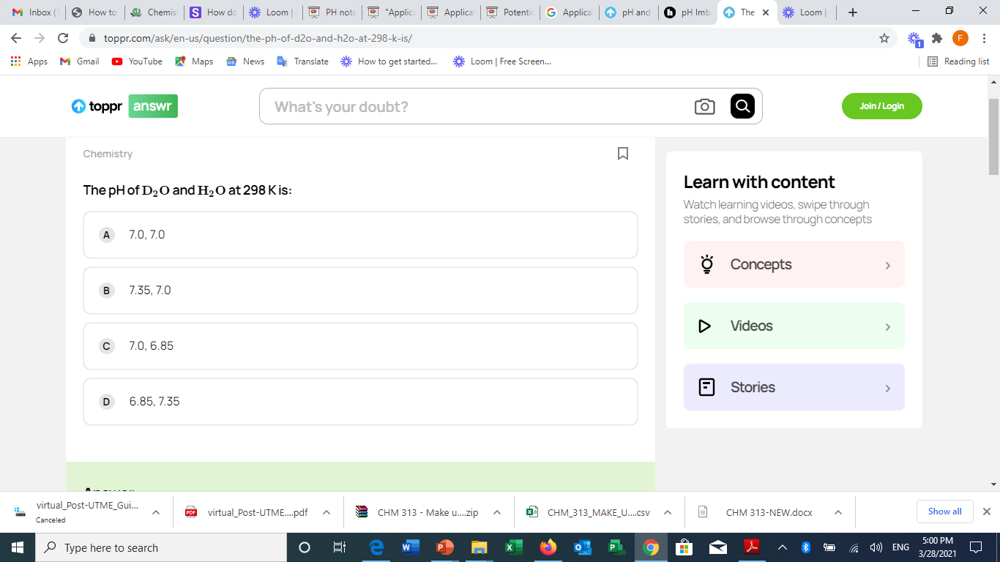 Inbox (
How to
Chemis
How do
Loom |
PH note
"Applic
Applica
Potentic
Applica
pH and
pH Imb
The
Loom |
toppr.com/ask/en-us/question/the-ph-of-d2o-and-h2o-at-298-k-is/
F
1
Apps
Gmail
YouTube
Maps
News
Translate
How to get started...
Loom | Free Screen...
Reading list
toppr answr
What's your doubt?
Join / Login
Chemistry
The pH of D₂O and H₂O at 298 K is:
A 7.0, 7.0
B 7.35, 7.0
C 7.0, 6.85
D 6.85, 7.35
Learn with content
Watch learning videos, swipe through
stories, and browse through concepts
Concepts
Videos
Stories
Answer
virtual_Post-UTME_Gui...
Canceled
virtual_Post-UTME....pdf
CHM 313 - Make u....zip
CHM_313_MAKE_U....csv
CHM 313-NEW.docx
Show all
Type here to search
ENG
5:00 PM
3/28/2021